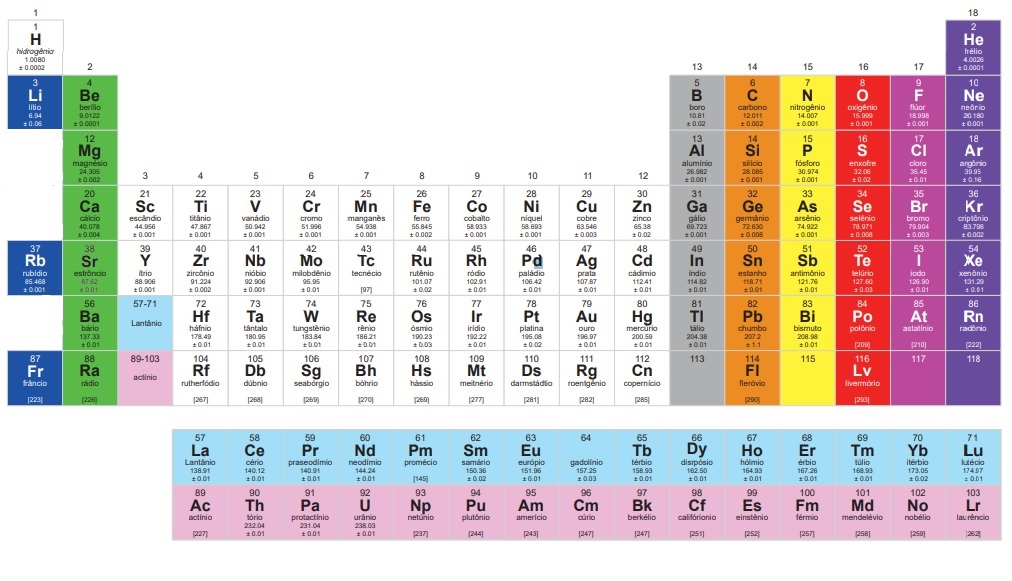 1 18
1 2
H He
hidrogênia hélio
1.0080 4.0026
± 0.0002 ± 0.0001
2 13 14 15 16 17
3 4 5 6 7 8 9 10
Li Be B C N O F Ne
lítio berílio boro carbono nitrogênio oxigênio flúor neônio
6.94 9.0122 10.81 12.011 14.007 15.999 18.998 20.180
± 0.06 ± 0.0001 ± 0.02 ± 0.002 ± 0.001 ± 0.001 ± 0.001 ± 0.001
12 13 14 15 16 17 18
Mg Al Si P S Cl Ar
magnésio alumínio silício fósforo enxofre cloro argônio
24.305 26.982 28.085 30.974 32.06 35.45 39.95
± 0.002 ± 0.001 ± 0.001 ± 0.001 ± 0.02 ± 0.01 ± 0.16
3 4 5 6 7 8 9 10 11 12
20 21 22 23 24 25 26 27 28 29 30 31 32 33 34 35 36
Ca Sc Ti V Cr Mn Fe Co Ni Cu Zn Ga Ge As Se Br Kr
cálcio escândio titânio vanádio cromo manganês ferro cobalto níquel cobre zinco gálio germânio arsênio selênio bromo criptônio
40.078 44.956 47.867 50.942 51.996 54.938 55.845 58.933 58.693 63.546 65.38 69.723 72.630 74.922 78.971 79.904 83.798
± 0.004 ± 0.001 ± 0.001 ± 0.001 ± 0.001 ± 0.001 ± 0.002 ± 0.001 ± 0.001 ± 0.003 ± 0.02 ± 0.001 ± 0.008 ± 0.001 ± 0.008 ± 0.003 ± 0.002
37 38 39 40 41 42 43 44 45 46 47 48 49 50 51 52 53 54
Rb Sr Y Zr Nb Mo Tc Ru Rh Pd Ag Cd In Sn Sb Te I Xe
rubídio estrôncio ítrio zircônio nióbio milobdênio tecnécio rutênio ródio paládio prata cádimio índio estanho antimônio telúrio iodo xenônio
85.468 87.62 88.906 91.224 92.906 95.95 101.07 102.91 106.42 107.87 112.41 114.82 118.71 121.76 127.60 126.90 131.29
± 0.001 ± 0.01 ± 0.001 ± 0.002 ± 0.001 ± 0.01 [97] ± 0.02 ± 0.01 ± 0.01 ± 0.01 ± 0.01 ± 0.01 ± 0.01 ± 0.01 ± 0.03 ± 0.01 ± 0.01
56 57-71 72 73 74 75 76 77 78 79 80 81 82 83 84 85 86
Ba Hf Ta W Re Os Ir Pt Au Hg Tl Pb Bi Po At Rn
bário Lantânio háfnio tântalo tungstênio rênio ósmio irídio platina ouro mercúrio tálio chumbo bismuto polônio astatínio radônio
137.33 178.49 180.95 183.84 186.21 190.23 192.22 195.08 196.97 200.59 204.38 207.2 208.98
± 0.01 ± 0.01 ± 0.01 ± 0.01 ± 0.01 ± 0.03 ± 0.01 ± 0.02 ± 0.01 ± 0.01 ± 0.01 ± 1.1 ± 0.01 [209] [210] [222]
87 88 89-103 104 105 106 107 108 109 110 111 112 113 114 115 116 117 118
Fr Ra Rf Db Sg Bh Hs Mt Ds Rg Cn Fl Lv
frâncio rádio actínio rutherfódio dúbnio seabórgio bóhrio hàssio meitnério darmstádtio roentgênio copernício fleróvio livermório
[223] [226] [267] [268] [269] [270] [269] [277] [281] [282] [285] [290] [293]
57 58 59 60 61 62 63 64 65 66 67 68 69 70 71
La Ce Pr Nd Pm Sm Eu Tb Dy Ho Er Tm Yb Lu
Lantânio cério praseodímio neodímio promécio samário európio gadolínio térbio disrpósio hólmio érbio túlio itérbio lutécio
138.91 140.12 140.91 144.24 150.36 151.96 157.25 158.93 162.50 164.93 167.26 168.93 173.05 174.97
± 0.01 ± 0.01 ± 0.01 ± 0.01 [145] ± 0.02 ± 0.01 ± 0.03 ± 0.01 ± 0.01 ± 0.01 ± 0.01 ± 0.01 ± 0.02 ± 0.01
89 90 91 92 93 94 95 96 97 98 99 100 101 102 103
Ac Th Pa U Np Pu Am Cm Bk Cf Es Fm Md No Lr
actínio tório protactínio urânio netúnio plutônio amerício cúrio berkélio califóríonio einstênio férmio mendelévio nobélio laurêncio
232.04 231.04 238.03
[227] ± 0.01 ± 0.01 ± 0.01 [237] [244] [243] [247] [247] [251] [252] [257] [258] [259] [262]